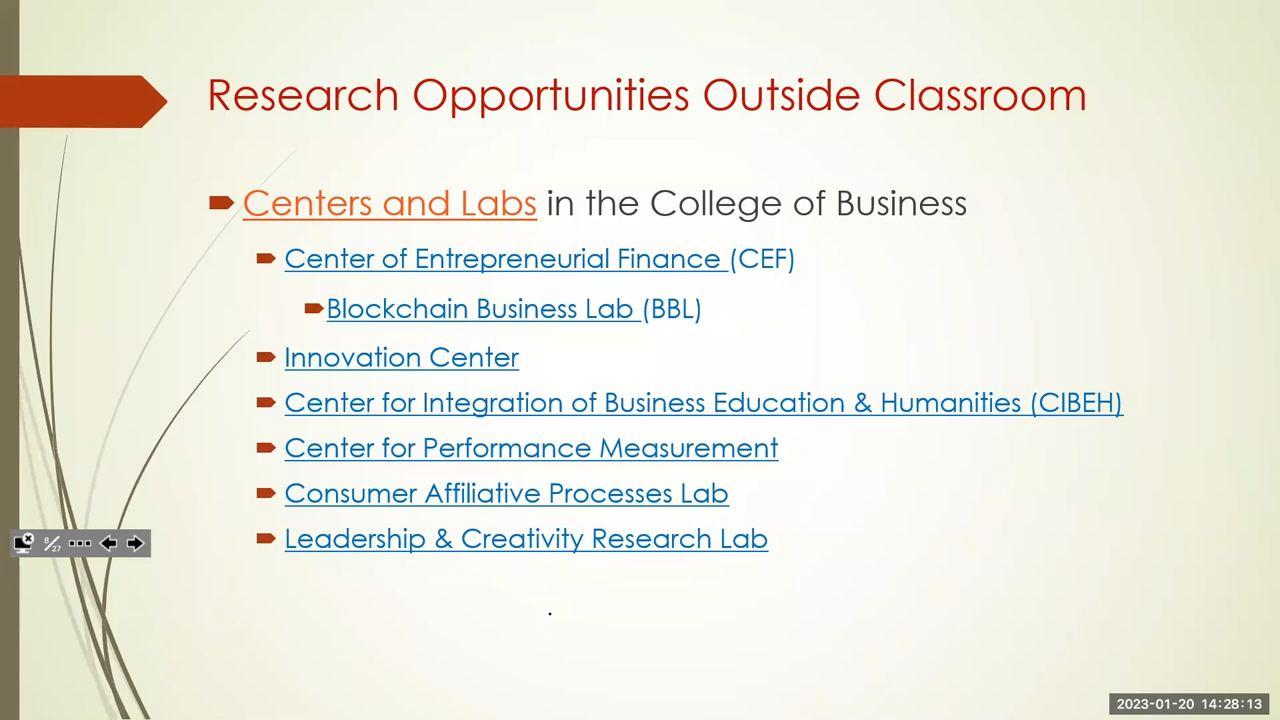 Research Opportunities Outside Classroom
Centers and Labs in the College of Business
Center of Entrepreneurial Finance (CEF)
Blockchain Business Lab (BBL)
Innovation Center
Center for Integration of Business Education & Humanities (CIBEH)
Center for Performance Measurement
Consumer Affiliative Processes Lab
Leadership & Creativity Research Lab
8/27
.
2023-01-20 14:28:13